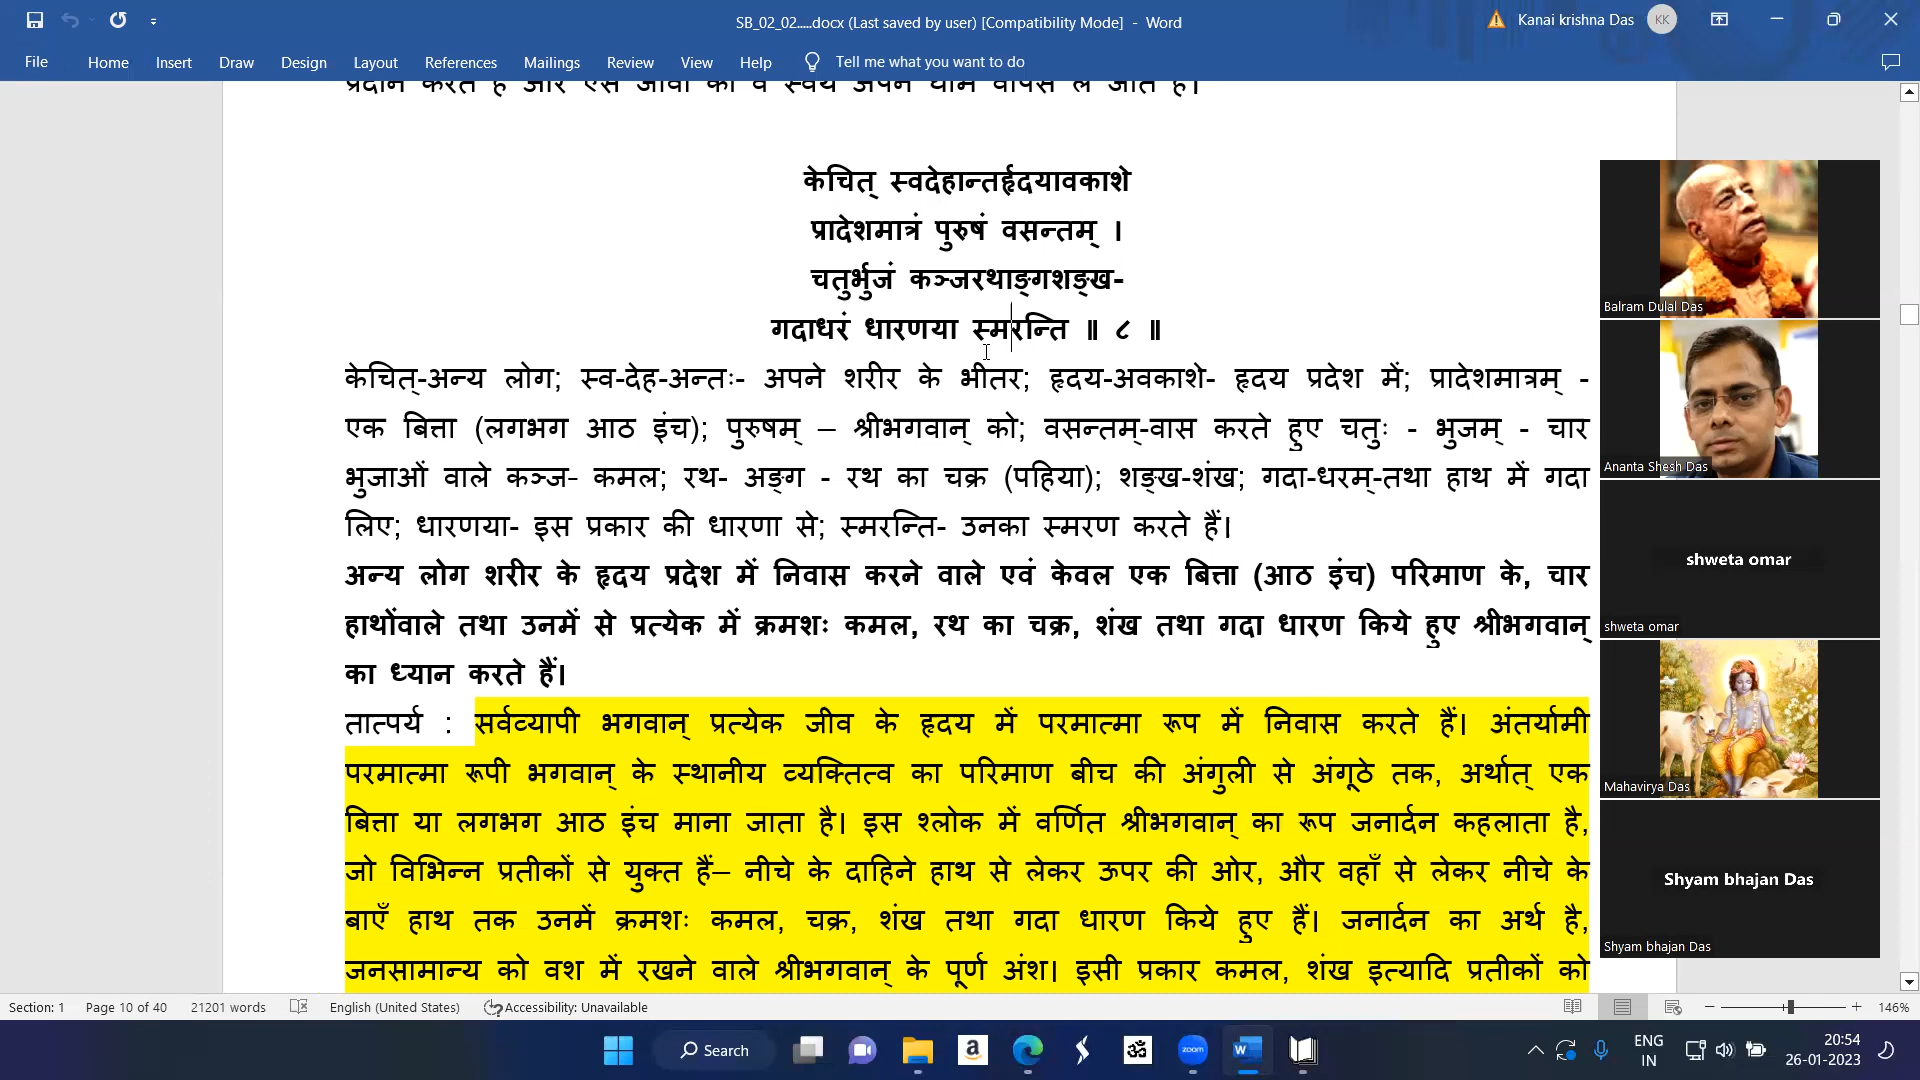 SB_02_02.....docx (Last saved by user) [Compatibility Mode] - Word
Kanai krishna Das
KK
File Home Insert Draw Design Layout References Mailings Review View Help Tell me what you want to do
प्रदान करते हैं और ऐसे जीवों को वे स्वयं अपने धाम वापस ले जाते हैं।
केचित् स्वदेहान्तर्हृदयावकाशे
प्रादेशमात्रं पुरुषं वसन्तम् ।
चतुर्भुजं कञ्जरथाङ्गशङ्ख-
गदाधरं धारणया स्मरन्ति ॥ ८ ॥
केचित्-अन्य लोग; स्व-देह-अन्तः- अपने शरीर के भीतर; हृदय-अवकाशे- हृदय प्रदेश में; प्रादेशमात्रम् -
एक बित्ता (लगभग आठ इंच); पुरुषम् – श्रीभगवान् को; वसन्तम्-वास करते हुए चतुः - भुजम् - चार
भुजाओं वाले कञ्ज- कमल; रथ- अङ्ग - रथ का चक्र (पहिया); शङ्ख-शंख; गदा-धरम्-तथा हाथ में गदा
लिए; धारणया- इस प्रकार की धारणा से; स्मरन्ति- उनका स्मरण करते हैं।
अन्य लोग शरीर के हृदय प्रदेश में निवास करने वाले एवं केवल एक बित्ता (आठ इंच) परिमाण के, चार
हाथोंवाले तथा उनमें से प्रत्येक में क्रमशः कमल, रथ का चक्र, शंख तथा गदा धारण किये हुए श्रीभगवान्
का ध्यान करते हैं।
तात्पर्य : सर्वव्यापी भगवान् प्रत्येक जीव के हृदय में परमात्मा रूप में निवास करते हैं। अंतर्यामी
परमात्मा रूपी भगवान् के स्थानीय व्यक्तित्व का परिमाण बीच की अंगुली से अंगूठे तक, अर्थात् एक
बित्ता या लगभग आठ इंच माना जाता है। इस श्लोक में वर्णित श्रीभगवान् का रूप जनार्दन कहलाता है,
जो विभिन्न प्रतीकों से युक्त हैं– नीचे के दाहिने हाथ से लेकर ऊपर की ओर, और वहाँ से लेकर नीचे के
बाएँ हाथ तक उनमें क्रमशः कमल, चक्र, शंख तथा गदा धारण किये हुए हैं। जनार्दन का अर्थ है,
जनसामान्य को वश में रखने वाले श्रीभगवान् के पूर्ण अंश। इसी प्रकार कमल, शंख इत्यादि प्रतीकों को
Balram Dulal Das
Ananta Shesh Das
shweta omar
shweta omar
Mahavirya Das
Shyam bhajan Das
Shyam bhajan Das
Section: 1 Page 10 of 40 21201 words English (United States) Accessibility: Unavailable 146%
Search
a
ॐ
zoom
W
ENG
IN
20:54
26-01-2023